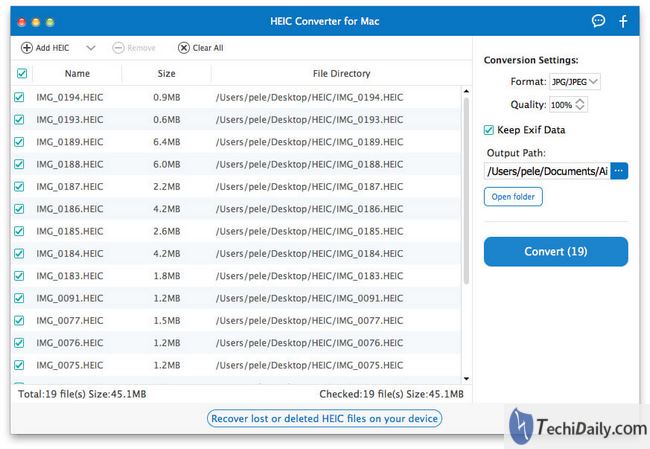 HEIC Converter for Mac
Add HEIC Remove Clear All
Name Size File Directory
IMG_0194.HEIC 0.9MB /Users/pele/Desktop/HEIC/IMG_0194.HEIC
IMG_0193.HEIC 0.6MB /Users/pele/Desktop/HEIC/IMG_0193.HEIC
IMG_0189.HEIC 6.4MB /Users/pele/Desktop/HEIC/IMG_0189.HEIC
IMG_0188.HEIC 6.0MB /Users/pele/Desktop/HEIC/IMG_0188.HEIC
IMG_0187.HEIC 2.2MB /Users/pele/Desktop/HEIC/IMG_0187.HEIC
IMG_0186.HEIC 4.2MB /Users/pele/Desktop/HEIC/IMG_0186.HEIC
IMG_0185.HEIC 2.6MB /Users/pele/Desktop/HEIC/IMG_0185.HEIC
IMG_0184.HEIC 4.2MB /Users/pele/Desktop/HEIC/IMG_0184.HEIC
IMG_0183.HEIC 1.8MB /Users/pele/Desktop/HEIC/IMG_0183.HEIC
IMG_0091.HEIC 1.2MB /Users/pele/Desktop/HEIC/IMG_0091.HEIC
IMG_0077.HEIC 1.5MB /Users/pele/Desktop/HEIC/IMG_0077.HEIC
IMG_0076.HEIC 1.2MB /Users/pele/Desktop/HEIC/IMG_0076.HEIC
IMG_0075.HEIC 1.2MB /Users/pele/Desktop/HEIC/IMG_0075.HEIC
Total:19 file(s) Size:45.1MB Checked:19 file(s) Size:45.1MB
Recover lost or deleted HEIC files on your device
Conversion Settings:
Format: JPG/JPEG
Quality: 100%
Keep Exif Data
Output Path:
/Users/pele/Documents/Ai
Open folder
Convert (19)
TechiDaily.com